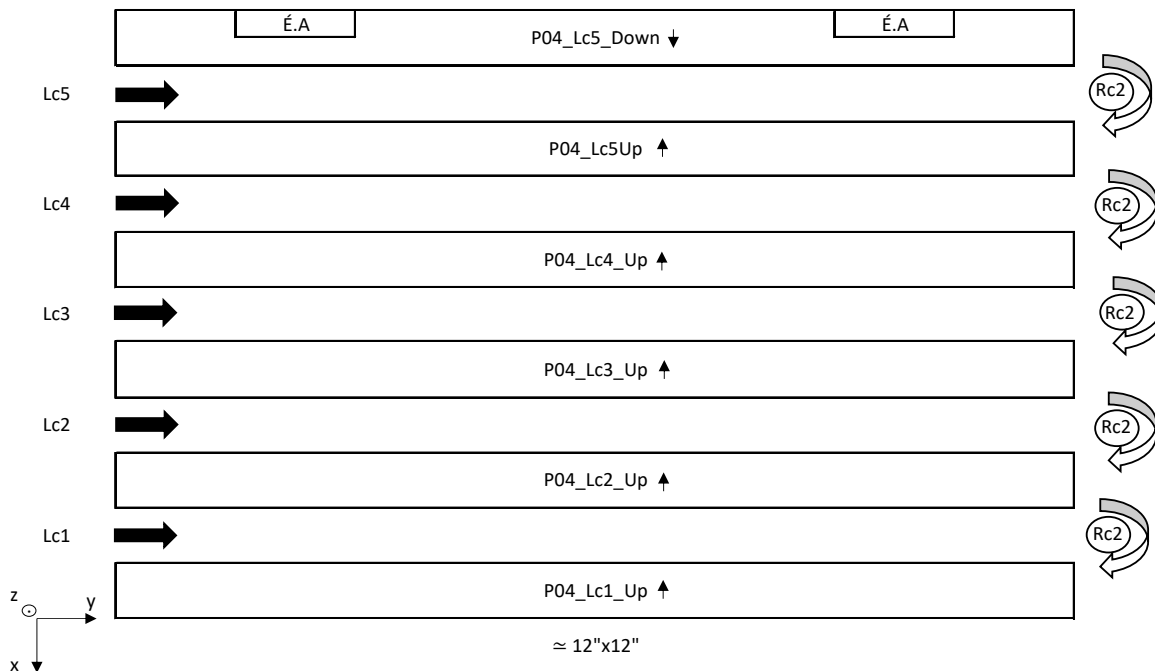 É.A
É.A
P04_Lc5_Down
Lc5
Rc2
P04_Lc5Up
Lc4
Rc2
P04_Lc4_Up
Lc3
Rc2
P04_Lc3_Up
Lc2
Rc2
P04_Lc2_Up
Lc1
Rc2
P04_Lc1_Up
z
y
x
≃ 12"x12"